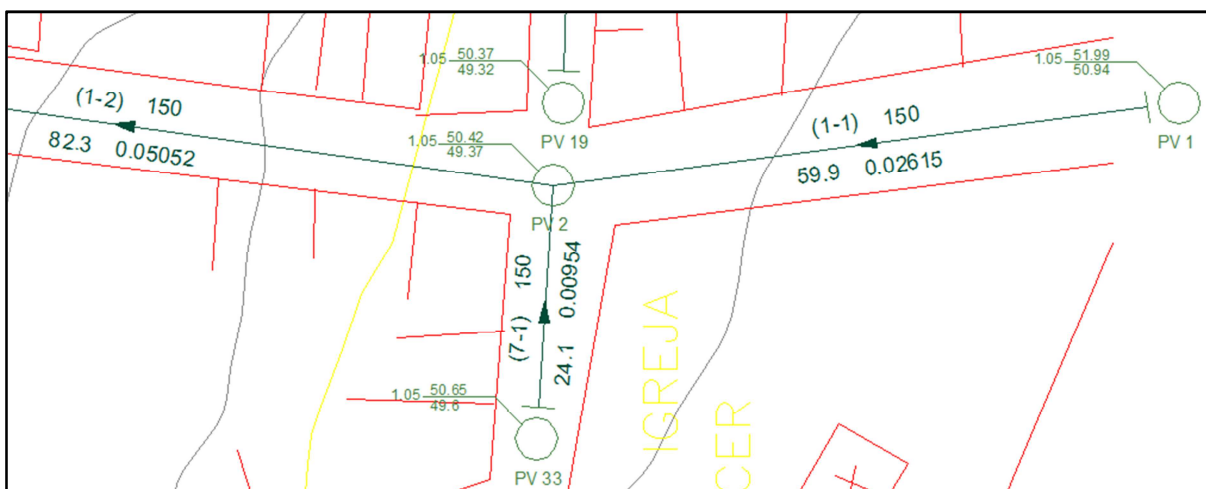 1.05 50.37
49.32
PV 19
1.05 51.99
50.94
PV 1
(1-2) 150
82.3 0.05052
1.05 50.42
49.37
PV 2
(1-1) 150
59.9 0.02615
(7-1) 150
24.1 0.00954
1.05 50.65
49.6
PV 33
IGREJA
CER